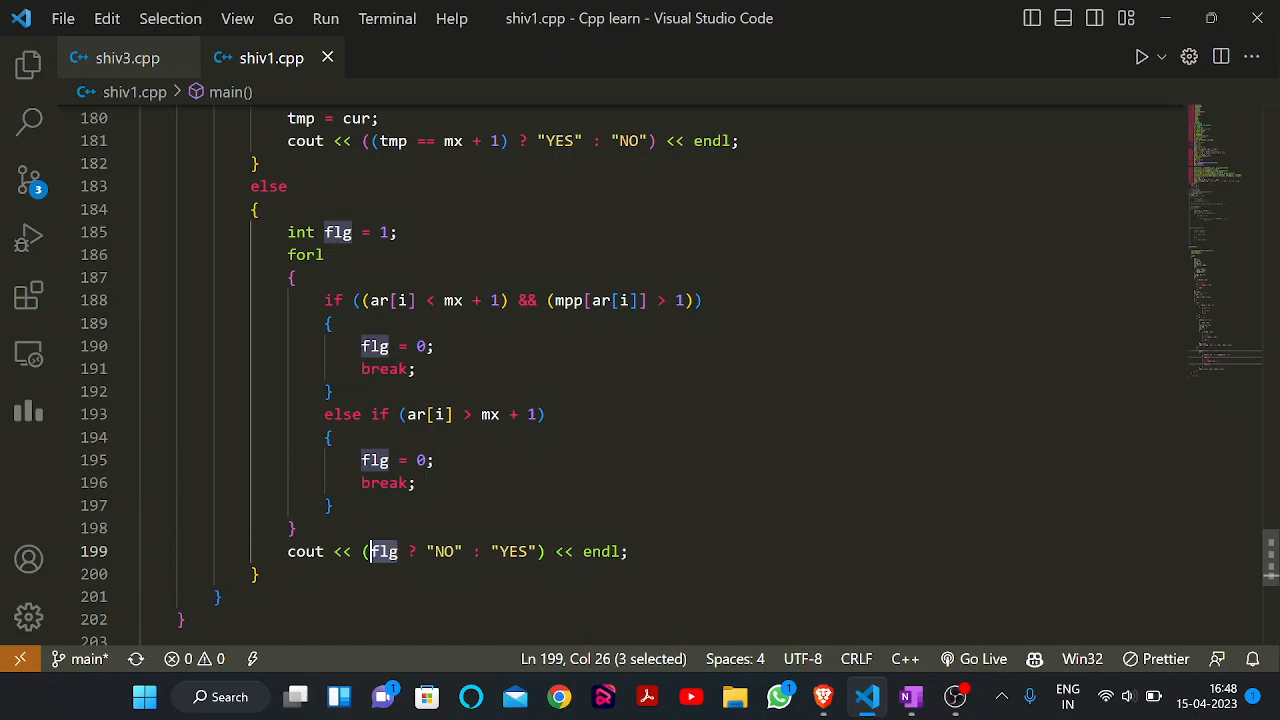 File Edit Selection View Go Run Terminal Help shiv1.cpp - Cpp learn - Visual Studio Code
shiv3.cpp shiv1.cpp
shiv1.cpp > main()
180 tmp = cur;
181 cout << ((tmp == mx + 1) ? "YES" : "NO") << endl;
182 }
183 else
184 {
185 int flg = 1;
186 forl
187 {
188 if ((ar[i] < mx + 1) && (mpp[ar[i]] > 1))
189 {
190 flg = 0;
191 break;
192 }
193 else if (ar[i] > mx + 1)
194 {
195 flg = 0;
196 break;
197 }
198 }
199 cout << (flg ? "NO" : "YES") << endl;
200 }
201 }
202 }
203
3
main* 0 0 Ln 199, Col 26 (3 selected) Spaces: 4 UTF-8 CRLF C++ Go Live Win32 Prettier
Search 1 1 ENG IN 16:48 15-04-2023